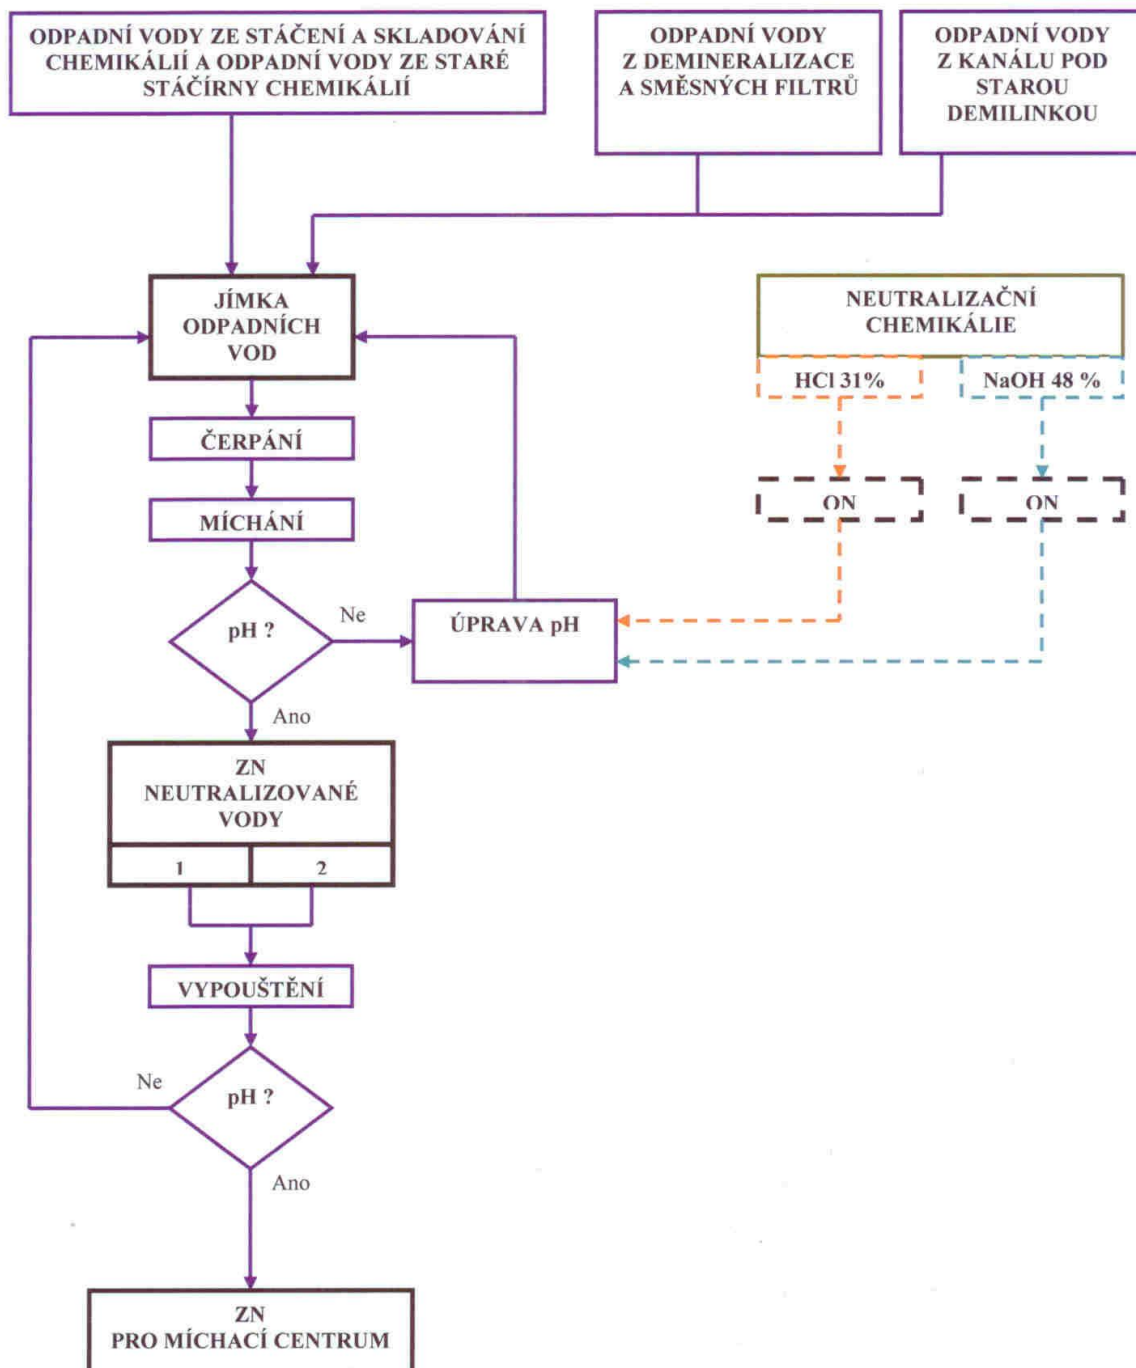 ODPADNÍ VODY ZE STÁČENÍ A SKLADOVÁNÍ
CHEMIKÁLIÍ A ODPADNÍ VODY ZE STARÉ
STÁČÍRNY CHEMIKÁLIÍ
ODPADNÍ VODY
Z DEMINERALIZACE
A SMĚSNÝCH FILTRŮ
ODPADNÍ VODY
Z KANÁLU POD
STAROU
DEMILINKOU
JÍMKA
ODPADNÍCH
VOD
NEUTRALIZAČNÍ
CHEMIKÁLIE
HCl 31%
NaOH 48 %
ČERPÁNÍ
ON
ON
MÍCHÁNÍ
pH ?
Ne
ÚPRAVA pH
Ano
ZN
NEUTRALIZOVANÉ
VODY
1
2
VYPOUŠTĚNÍ
Ne
pH ?
Ano
ZN
PRO MÍCHACÍ CENTRUM